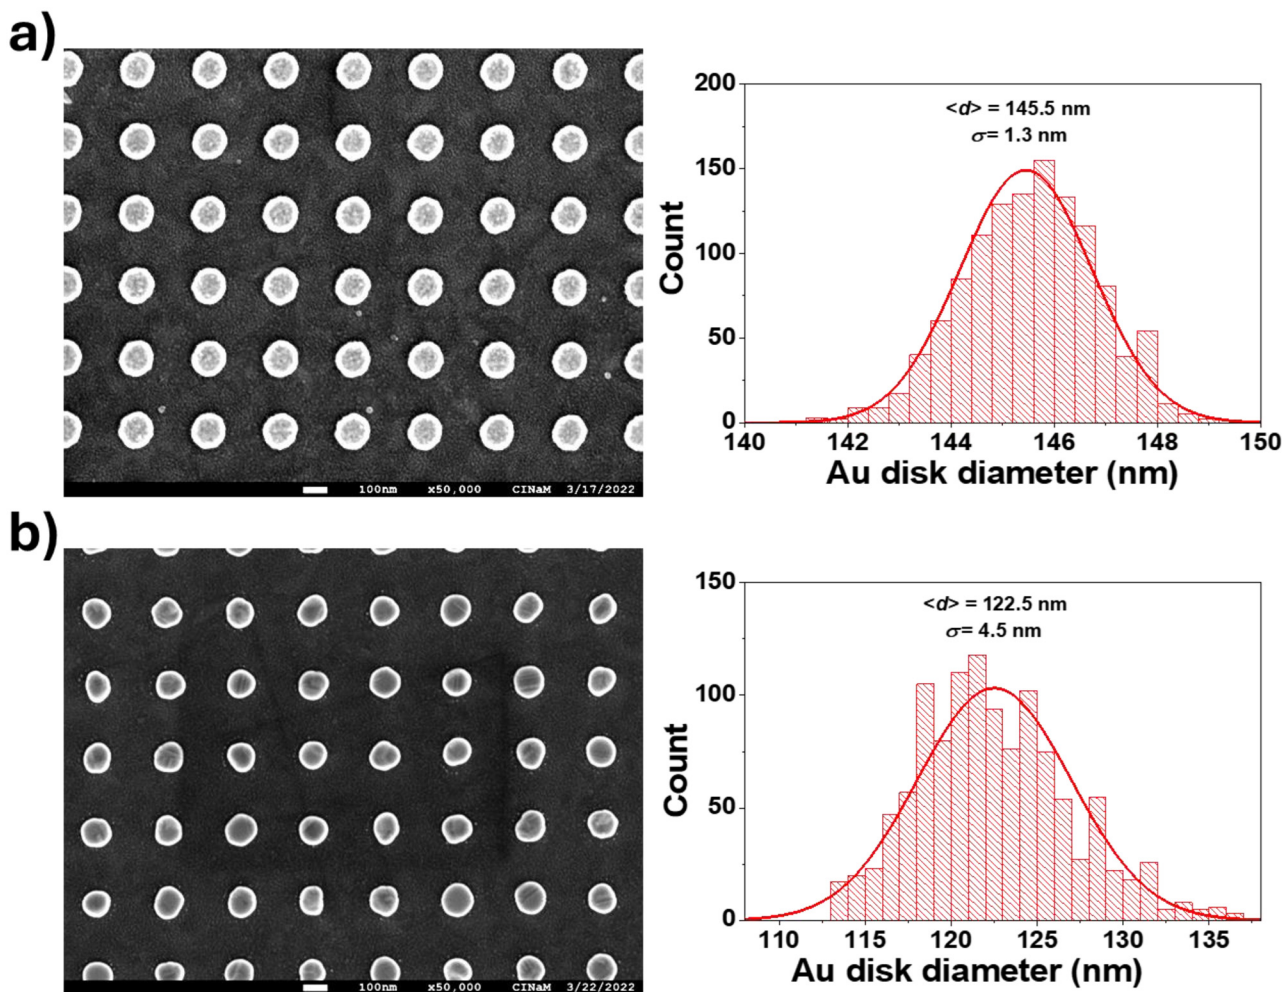 a)
100nm x50,000 CINaM 3/17/2022
200
150
100
50
0
Count
<d> = 145.5 nm
σ= 1.3 nm
140 142 144 146 148 150
Au disk diameter (nm)
b)
100nm x50,000 CINaM 3/22/2022
150
100
50
0
Count
<d> = 122.5 nm
σ= 4.5 nm
110 115 120 125 130 135
Au disk diameter (nm)